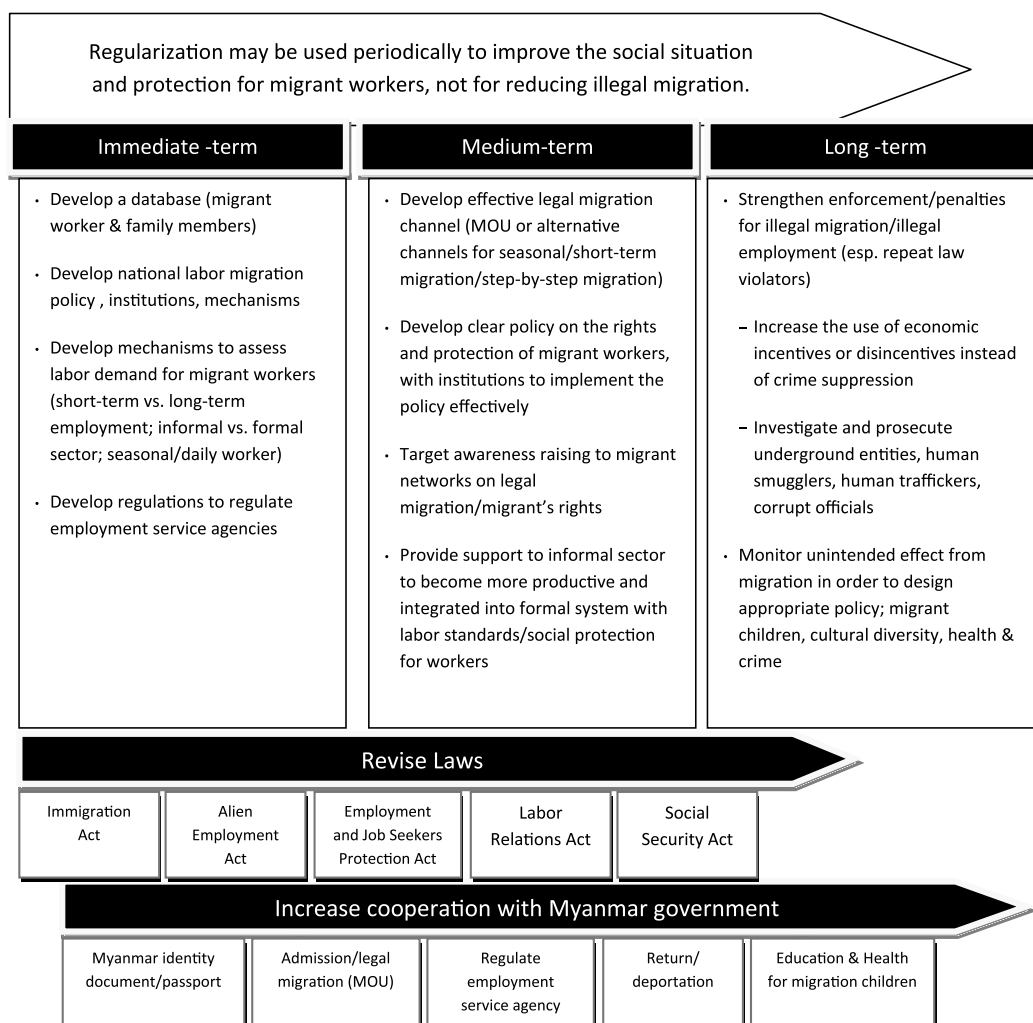 Regularization may be used periodically to improve the social situation
and protection for migrant workers, not for reducing illegal migration.
Immediate -term
• Develop a database (migrant
worker & family members)
• Develop national labor migration
policy , institutions, mechanisms
• Develop mechanisms to assess
labor demand for migrant workers
(short-term vs. long-term
employment; informal vs. formal
sector; seasonal/daily worker)
• Develop regulations to regulate
employment service agencies
Medium-term
• Develop effective legal migration
channel (MOU or alternative
channels for seasonal/short-term
migration/step-by-step migration)
• Develop clear policy on the rights
and protection of migrant workers,
with institutions to implement the
policy effectively
• Target awareness raising to migrant
networks on legal
migration/migrant’s rights
• Provide support to informal sector
to become more productive and
integrated into formal system with
labor standards/social protection
for workers
Long -term
• Strengthen enforcement/penalties
for illegal migration/illegal
employment (esp. repeat law
violators)
– Increase the use of economic
incentives or disincentives instead
of crime suppression
– Investigate and prosecute
underground entities, human
smugglers, human traffickers,
corrupt officials
• Monitor unintended effect from
migration in order to design
appropriate policy; migrant
children, cultural diversity, health &
crime
Revise Laws
Immigration
Act
Alien
Employment
Act
Employment
and Job Seekers
Protection Act
Labor
Relations Act
Social
Security Act
Increase cooperation with Myanmar government
Myanmar identity
document/passport
Admission/legal
migration (MOU)
Regulate
employment
service agency
Return/
deportation
Education & Health
for migration children